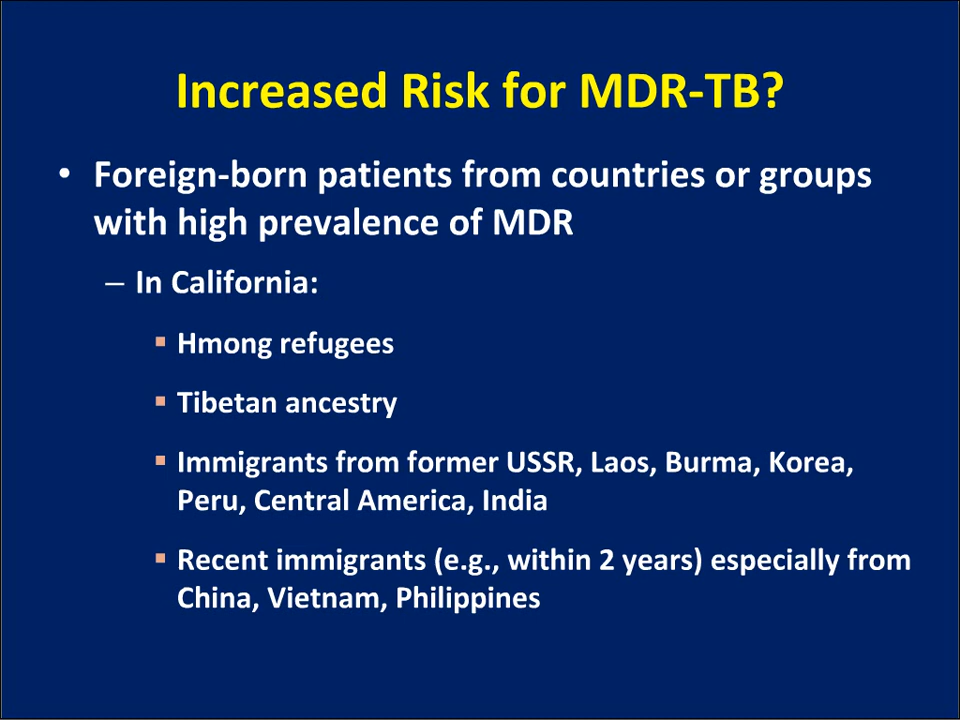 Increased Risk for MDR-TB?
• Foreign-born patients from countries or groups
with high prevalence of MDR
– In California:
▪ Hmong refugees
▪ Tibetan ancestry
▪ Immigrants from former USSR, Laos, Burma, Korea,
Peru, Central America, India
▪ Recent immigrants (e.g., within 2 years) especially from
China, Vietnam, Philippines